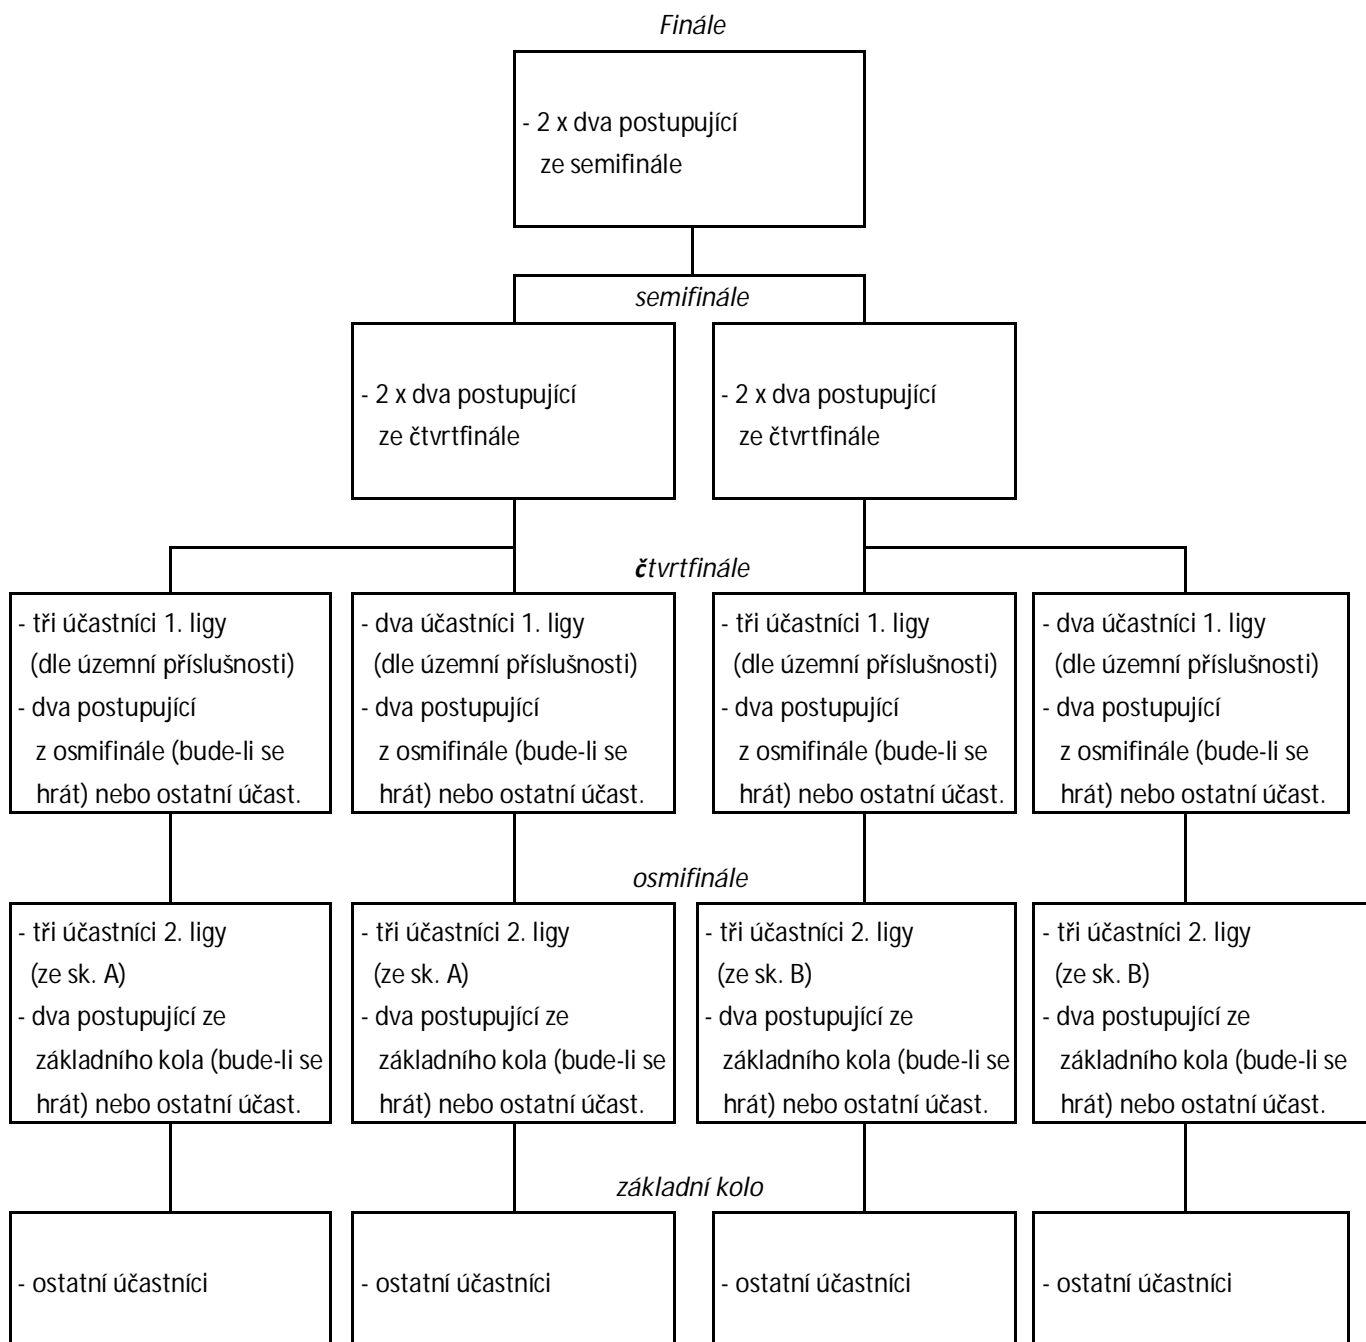 Finále
- 2 x dva postupující
ze semifinále
semifinále
- 2 x dva postupující
ze čtvrtfinále
- 2 x dva postupující
ze čtvrtfinále
čtvrtfinále
- tři účastníci 1. ligy
(dle územní příslušnosti)
- dva postupující
z osmifinále (bude-li se
hrát) nebo ostatní účast.
- dva účastníci 1. ligy
(dle územní příslušnosti)
- dva postupující
z osmifinále (bude-li se
hrát) nebo ostatní účast.
- tři účastníci 1. ligy
(dle územní příslušnosti)
- dva postupující
z osmifinále (bude-li se
hrát) nebo ostatní účast.
- dva účastníci 1. ligy
(dle územní příslušnosti)
- dva postupující
z osmifinále (bude-li se
hrát) nebo ostatní účast.
osmifinále
- tři účastníci 2. ligy
(ze sk. A)
- dva postupující ze
základního kola (bude-li se
hrát) nebo ostatní účast.
- tři účastníci 2. ligy
(ze sk. A)
- dva postupující ze
základního kola (bude-li se
hrát) nebo ostatní účast.
- tři účastníci 2. ligy
(ze sk. B)
- dva postupující ze
základního kola (bude-li se
hrát) nebo ostatní účast.
- tři účastníci 2. ligy
(ze sk. B)
- dva postupující ze
základního kola (bude-li se
hrát) nebo ostatní účast.
základní kolo
- ostatní účastníci
- ostatní účastníci
- ostatní účastníci
- ostatní účastníci